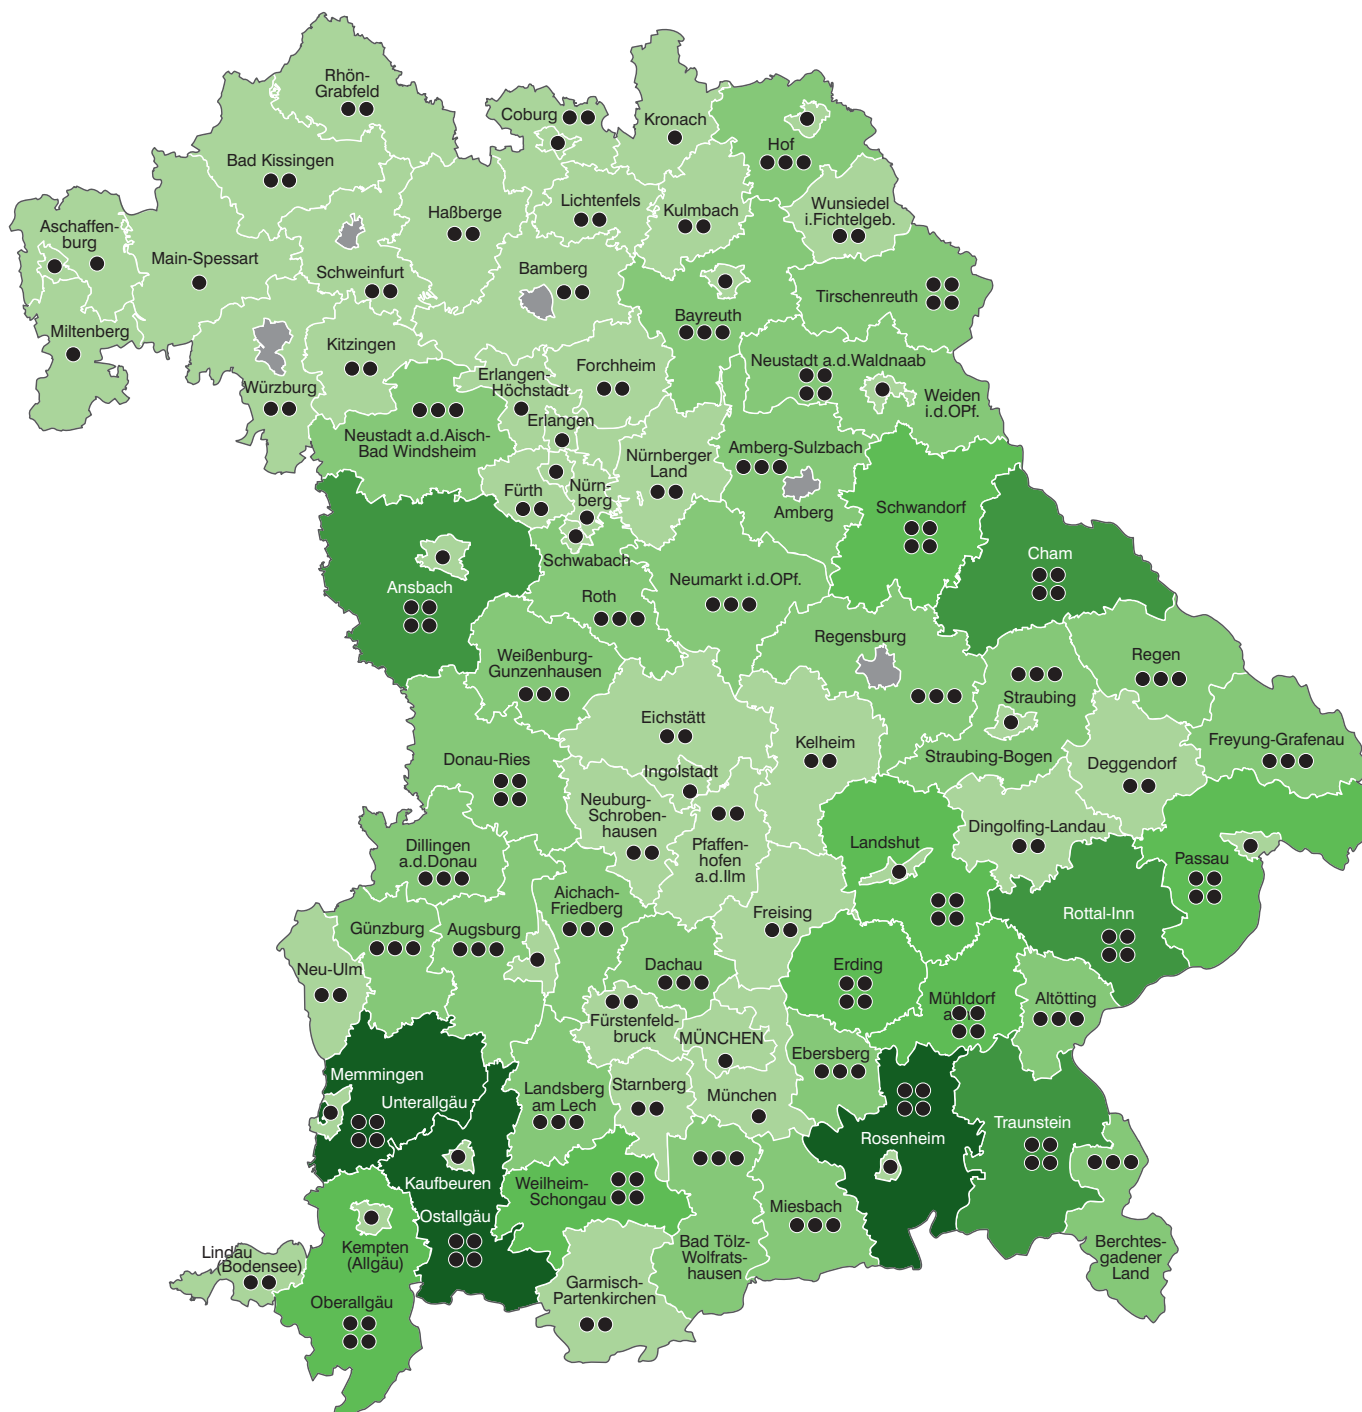 Rhön-
Grabfeld
Coburg
Kronach
Hof
Bad Kissingen
Lichtenfels
Haßberge
Kulmbach
Wunsiedel
i.Fichtelgeb.
Aschaffen-
burg
Main-Spessart
Schweinfurt
Bamberg
Tirschenreuth
Bayreuth
Miltenberg
Kitzingen
Neustadt a.d.Waldnaab
Forchheim
Erlangen-
Höchstadt
Würzburg
Weiden
i.d.OPf.
Erlangen
Neustadt a.d.Aisch-
Bad Windsheim
Nürnberger
Land
Amberg-Sulzbach
Fürth
Nürn-
berg
Amberg
Schwandorf
Cham
Schwabach
Ansbach
Neumarkt i.d.OPf.
Roth
Regensburg
Weißenburg-
Gunzenhausen
Regen
Straubing
Eichstätt
Kelheim
Freyung-Grafenau
Straubing-Bogen
Donau-Ries
Deggendorf
Ingolstadt
Neuburg-
Schroben-
hausen
Dingolfing-Landau
Pfaffen-
hofen
a.d.Ilm
Dillingen
a.d.Donau
Landshut
Passau
Aichach-
Friedberg
Freising
Rottal-Inn
Günzburg
Augsburg
Neu-Ulm
Dachau
Erding
Mühldorf
Altötting
Fürstenfeld-
bruck
MÜNCHEN
Ebersberg
Memmingen
Unterallgäu
Landsberg
am Lech
Starnberg
München
Rosenheim
Traunstein
Kaufbeuren
Weilheim-
Schongau
Ostallgäu
Miesbach
Kempten
(Allgäu)
Lindau
(Bodensee)
Bad Tölz-
Wolfrats-
hausen
Berchtes-
gadener
Land
Garmisch-
Partenkirchen
Oberallgäu